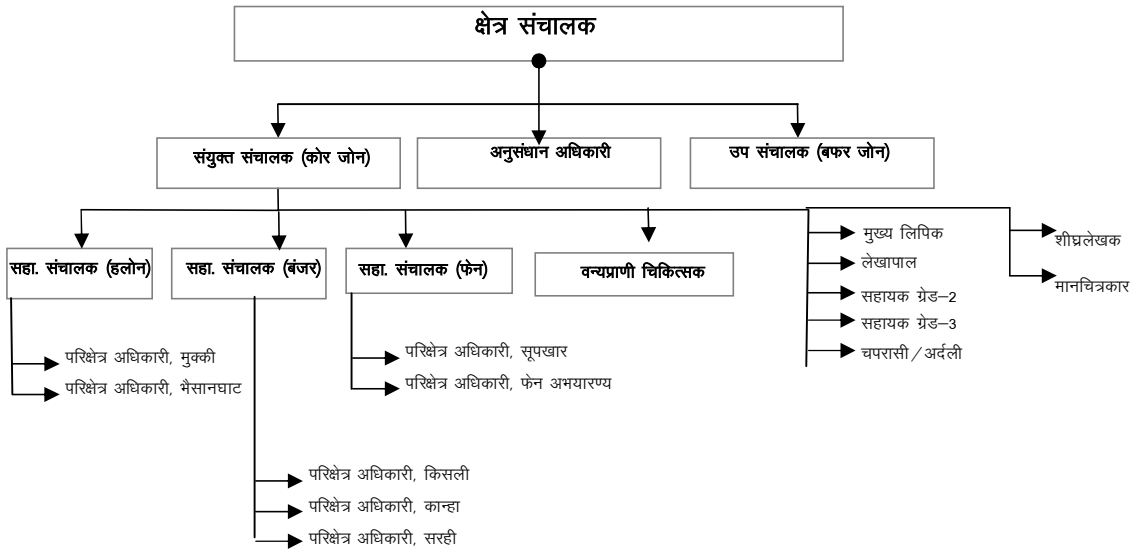 क्षेत्र संचालक
संयुक्त संचालक (कोर जोन)
अनुसंधान अधिकारी
उप संचालक (बफर जोन)
सहा. संचालक (हलोन)
सहा. संचालक (बंजर)
सहा. संचालक (फेन)
वन्यप्राणी चिकित्सक
मुख्य लिपिक
लेखापाल
सहायक ग्रेड–2
सहायक ग्रेड–3
चपरासी/अर्दली
शीघ्रलेखक
मानचित्रकार
परिक्षेत्र अधिकारी, मुक्की
परिक्षेत्र अधिकारी, भैसानघाट
परिक्षेत्र अधिकारी, सूपखार
परिक्षेत्र अधिकारी, फेन अभयारण्य
परिक्षेत्र अधिकारी, किसली
परिक्षेत्र अधिकारी, कान्हा
परिक्षेत्र अधिकारी, सरही